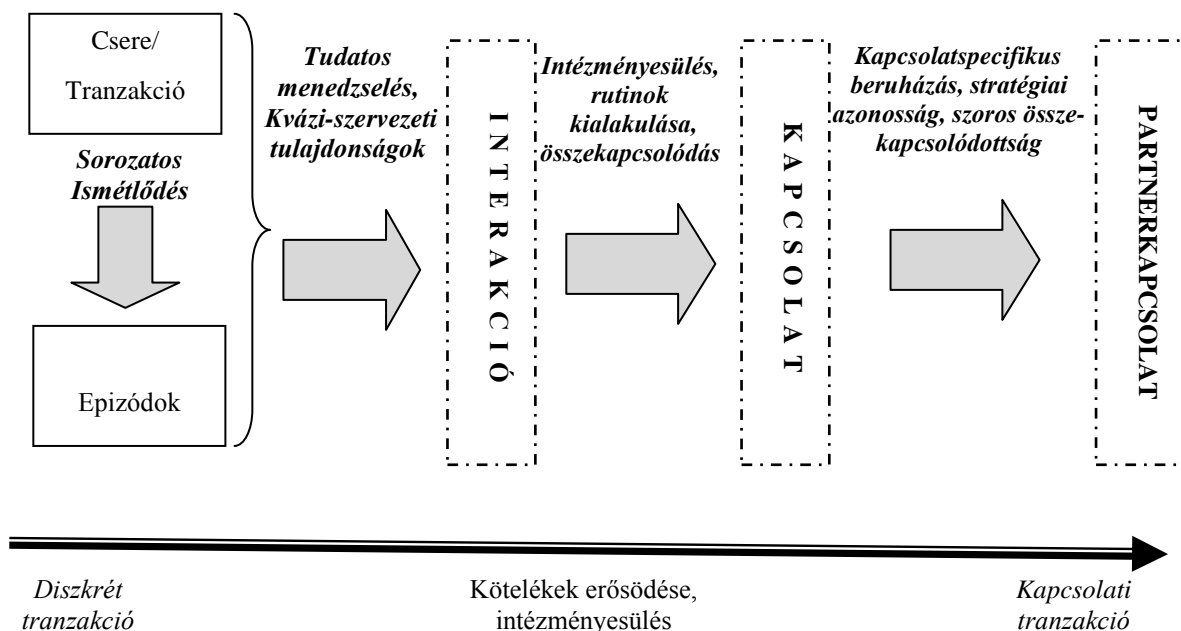 Csere/
Tranzakció
Sorozatos
Ismétlődés
Epizódok
Tudatos
menedzselés,
Kvázi-szervezeti
tulajdonságok
INTERAKCIÓ
Intézményesülés,
rutinok
kialakulása,
összekapcsolódás
KAPCSOLAT
Kapcsolatspecifikus
beruházás, stratégiai
azonosság, szoros össze-
kapcsolódottság
PARTNERKAPCSOLAT
Diszkrét
tranzakció
Kötelékek erősödése,
intézményesülés
Kapcsolati
tranzakció